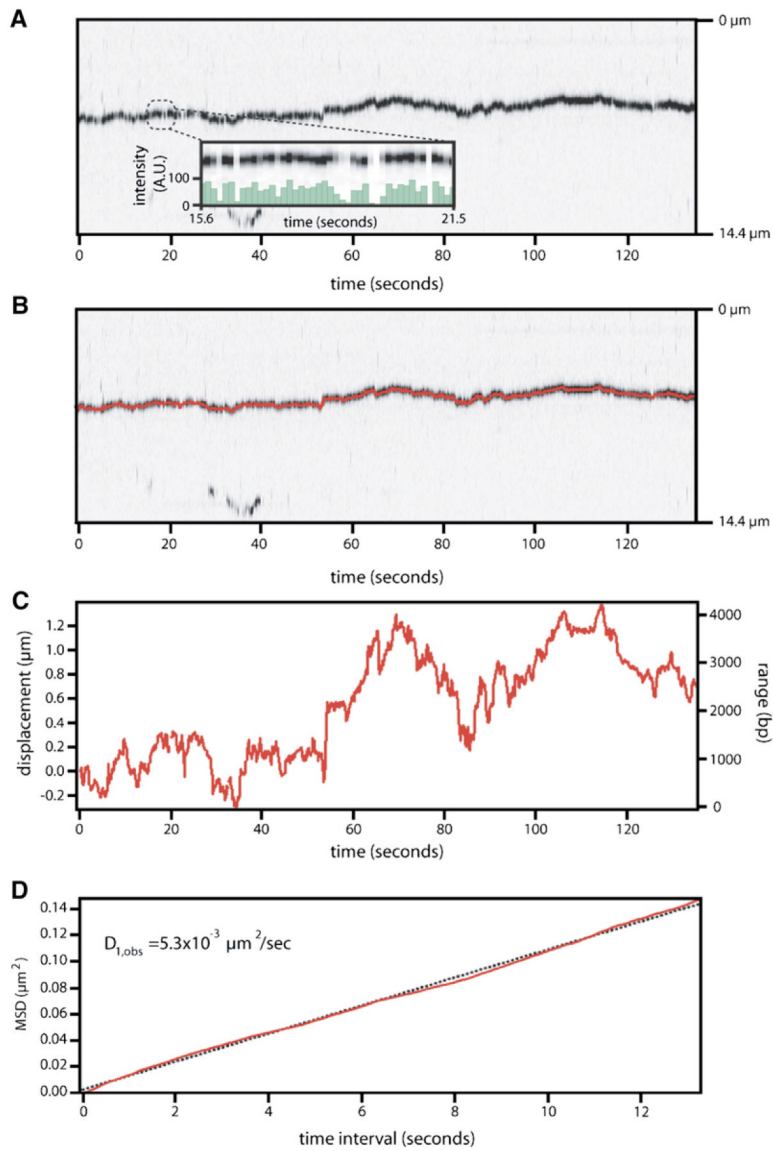 A
0 μm
intensity
(A.U.)
100
0
15.6
time (seconds)
21.5
14.4 μm
0 20 40 60 80 100 120
time (seconds)
B
0 μm
14.4 μm
0 20 40 60 80 100 120
time (seconds)
C
displacement (μm)
1.2
1.0
0.8
0.6
0.4
0.2
0.0
-0.2
range (bp)
4000
3000
2000
1000
0
0 20 40 60 80 100 120
time (seconds)
D
MSD (μm²)
0.14
0.12
0.10
0.08
0.06
0.04
0.02
0.00
D1,obs =5.3x10-3 μm2/sec
0 2 4 6 8 10 12
time interval (seconds)